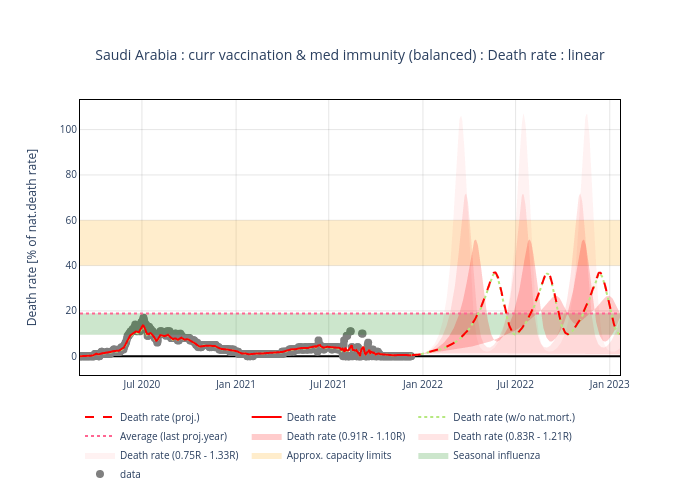 Saudi Arabia : curr vaccination & med immunity (balanced) : Death rate : linear
Death rate [% of nat.death rate]
100
80
60
40
20
0
Jul 2020 Jan 2021 Jul 2021 Jan 2022 Jul 2022 Jan 2023
Death rate (proj.) Death rate Death rate (w/o nat.mort.)
Average (last proj.year) Death rate (0.91R - 1.10R) Death rate (0.83R - 1.21R)
Death rate (0.75R - 1.33R) Approx. capacity limits Seasonal influenza
data